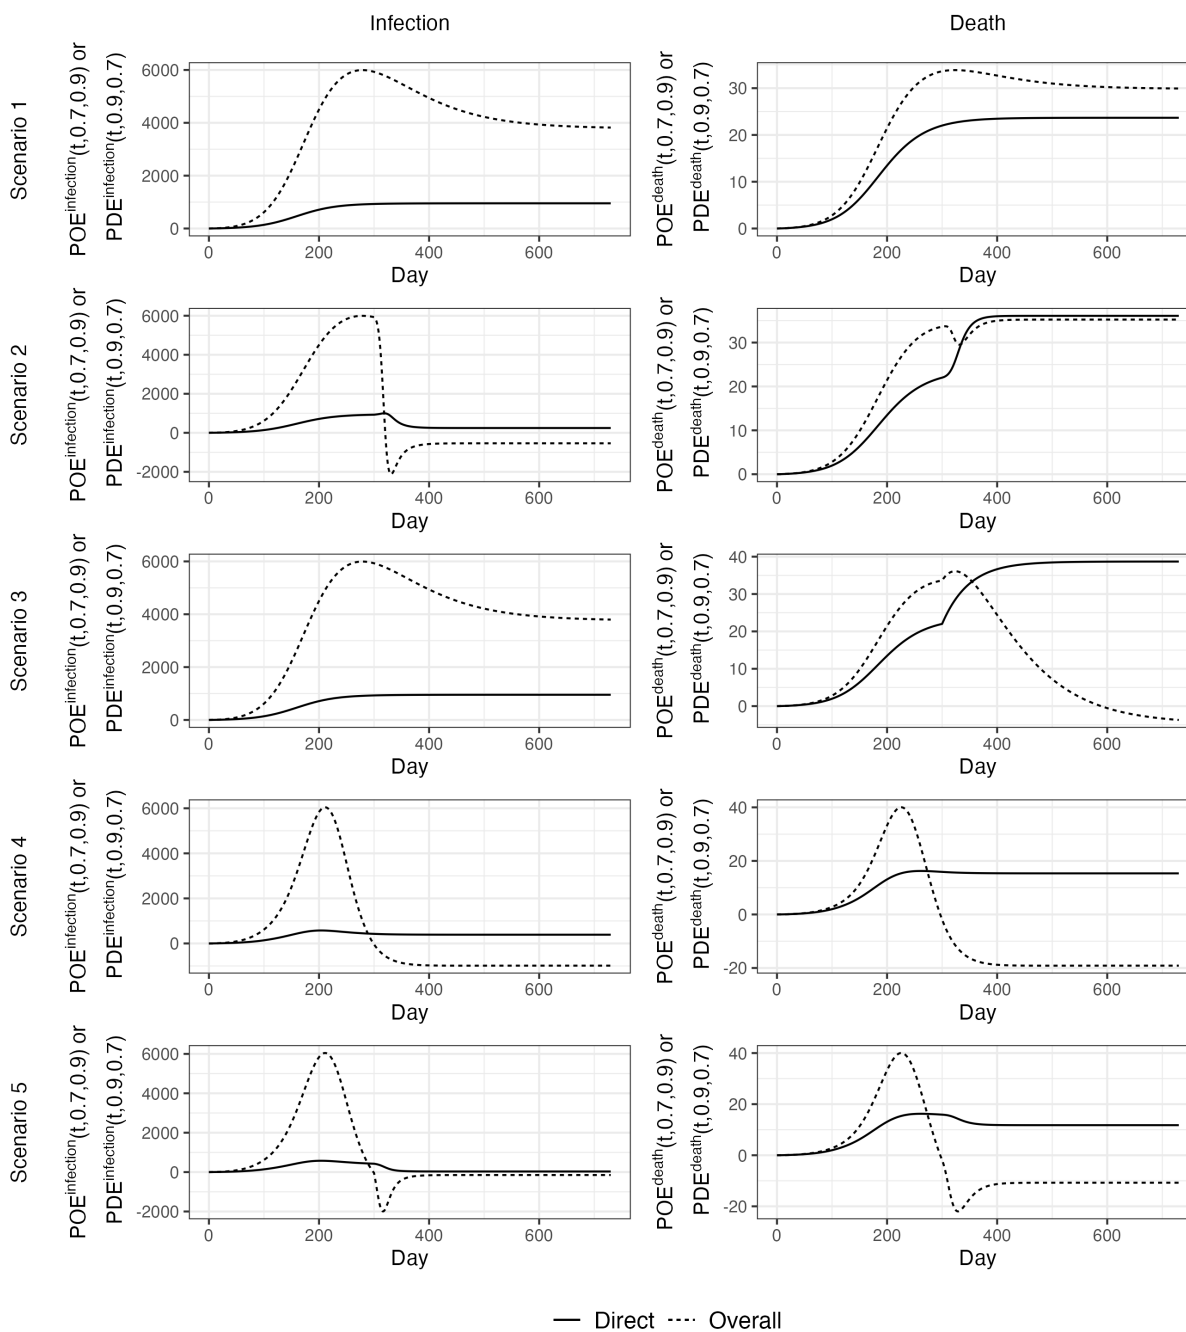 Infection
Death
Scenario 1
POE^infection(t,0.7,0.9) or
PDE^infection(t,0.9,0.7)
6000
4000
2000
0
0 200 400 600
Day
POE^death(t,0.7,0.9) or
PDE^death(t,0.9,0.7)
30
20
10
0
0 200 400 600
Day
Scenario 2
POE^infection(t,0.7,0.9) or
PDE^infection(t,0.9,0.7)
6000
4000
2000
0
-2000
0 200 400 600
Day
POE^death(t,0.7,0.9) or
PDE^death(t,0.9,0.7)
30
20
10
0
0 200 400 600
Day
Scenario 3
POE^infection(t,0.7,0.9) or
PDE^infection(t,0.9,0.7)
6000
4000
2000
0
0 200 400 600
Day
POE^death(t,0.7,0.9) or
PDE^death(t,0.9,0.7)
40
30
20
10
0
0 200 400 600
Day
Scenario 4
POE^infection(t,0.7,0.9) or
PDE^infection(t,0.9,0.7)
6000
4000
2000
0
0 200 400 600
Day
POE^death(t,0.7,0.9) or
PDE^death(t,0.9,0.7)
40
20
0
-20
0 200 400 600
Day
Scenario 5
POE^infection(t,0.7,0.9) or
PDE^infection(t,0.9,0.7)
6000
4000
2000
0
-2000
0 200 400 600
Day
POE^death(t,0.7,0.9) or
PDE^death(t,0.9,0.7)
40
20
0
-20
0 200 400 600
Day
Direct Overall